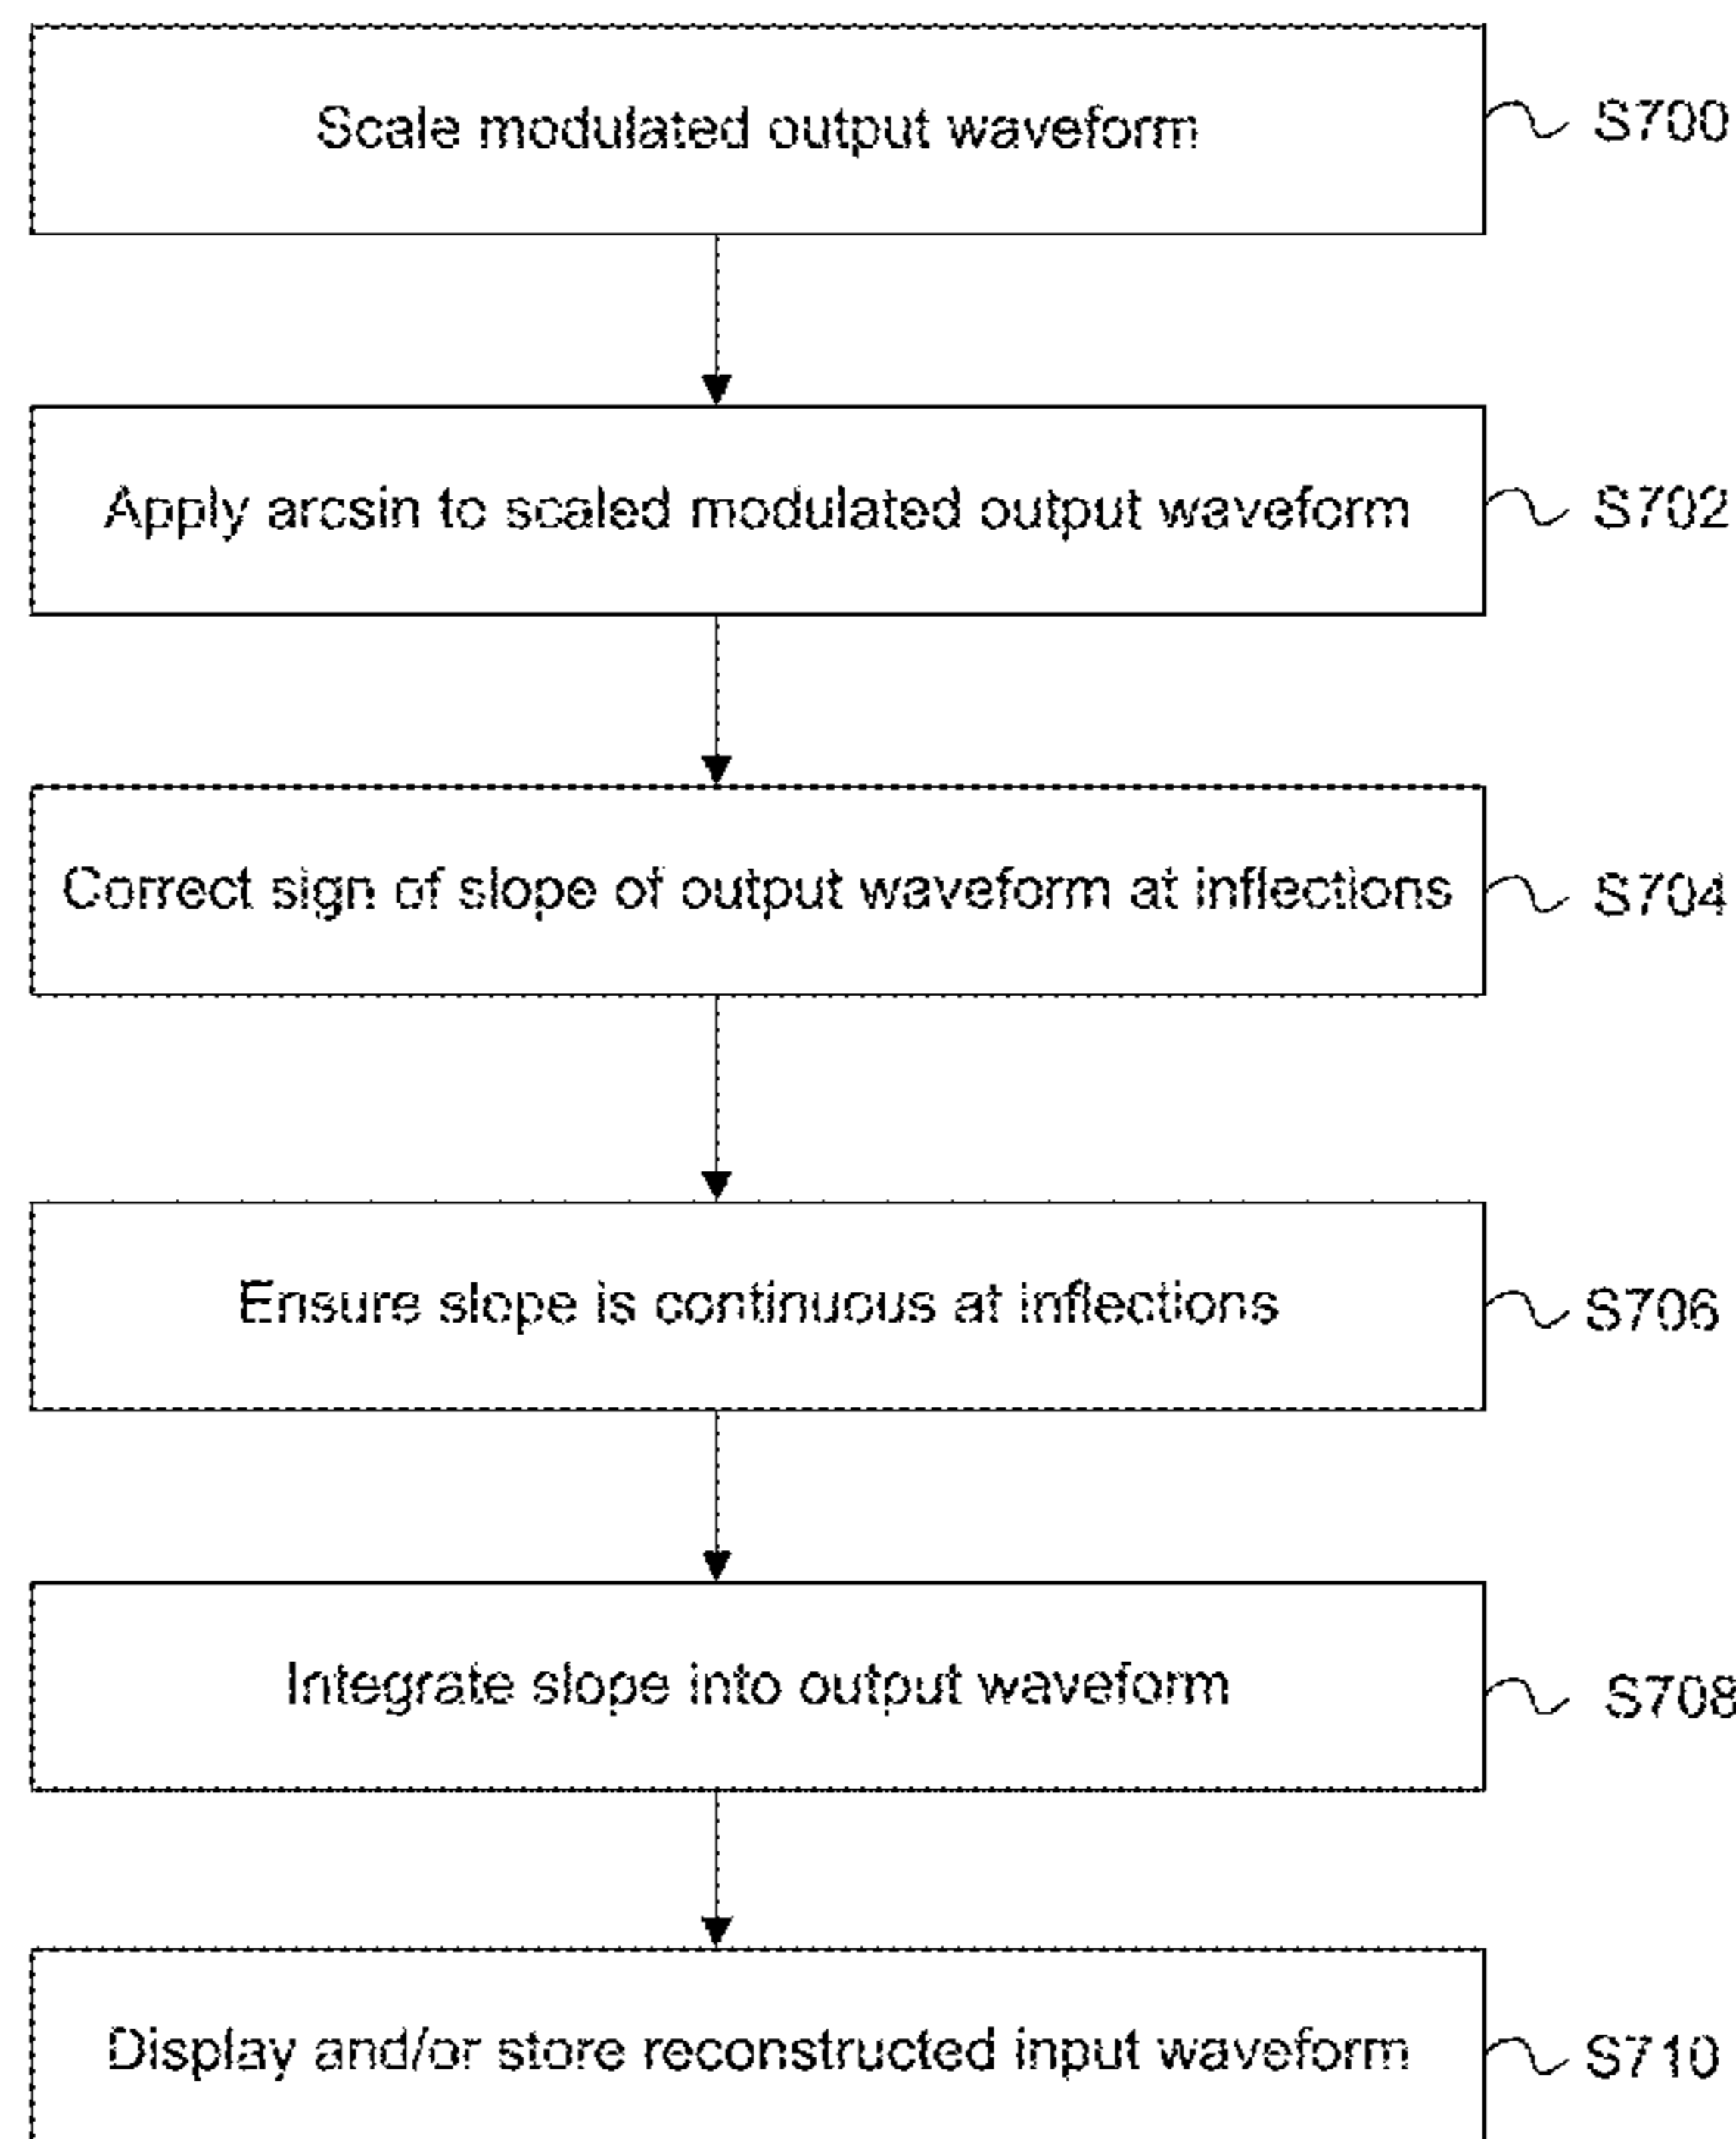 Scale modulated output waveform
S700
Apply arcsin to scaled modulated output waveform
S702
Correct sign of slope of output waveform at inflections
S704
Ensure slope is continuous at inflections
S706
Integrate slope into output waveform
S708
Display and/or store reconstructed input waveform
S710